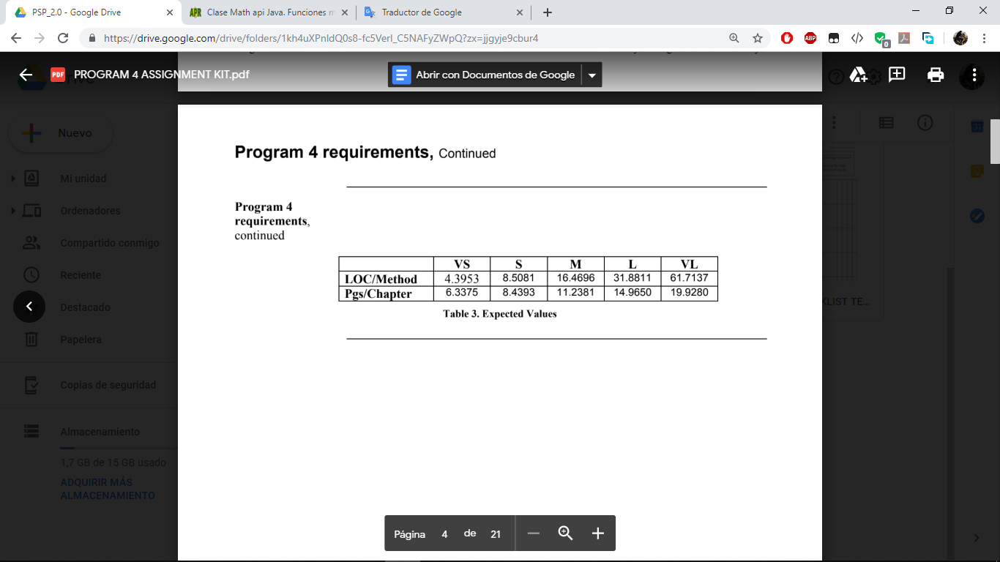 PSP_2.0 - Google Drive
Clase Math api Java. Funciones m
Traductor de Google
https://drive.google.com/drive/folders/1kh4uXPnIdQ0s8-fc5VerI_C5NAFyZWpQ?zx=jjgyje9cbur4
ABP
0
PDF PROGRAM 4 ASSIGNMENT KIT.pdf
Abrir con Documentos de Google
Nuevo
Mi unidad
Ordenadores
Compartido conmigo
Reciente
Destacado
Papelera
Copias de seguridad
Almacenamiento
1,7 GB de 15 GB usado
ADQUIRIR MÁS
ALMACENAMIENTO
Program 4 requirements, Continued
Program 4
requirements,
continued
VS S M L VL
LOC/Method 4.3953 8.5081 16.4696 31.8811 61.7137
Pgs/Chapter 6.3375 8.4393 11.2381 14.9650 19.9280
Table 3. Expected Values
KLIST TE...
Página 4 de 21